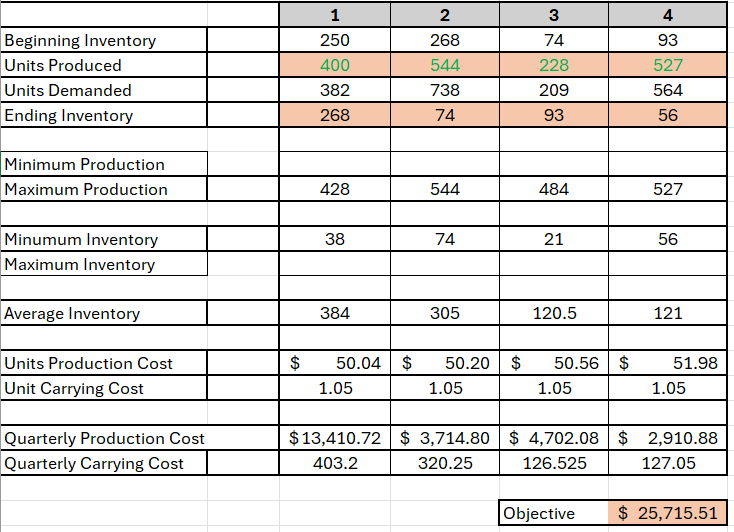 1 2 3 4
Beginning Inventory 250 268 74 93
Units Produced 400 544 228 527
Units Demanded 382 738 209 564
Ending Inventory 268 74 93 56
Minimum Production
Maximum Production 428 544 484 527
Minumum Inventory 38 74 21 56
Maximum Inventory
Average Inventory 384 305 120.5 121
Units Production Cost $ 50.04 $ 50.20 $ 50.56 $ 51.98
Unit Carrying Cost 1.05 1.05 1.05 1.05
Quarterly Production Cost $13,410.72 $ 3,714.80 $ 4,702.08 $ 2,910.88
Quarterly Carrying Cost 403.2 320.25 126.525 127.05
Objective $ 25,715.51